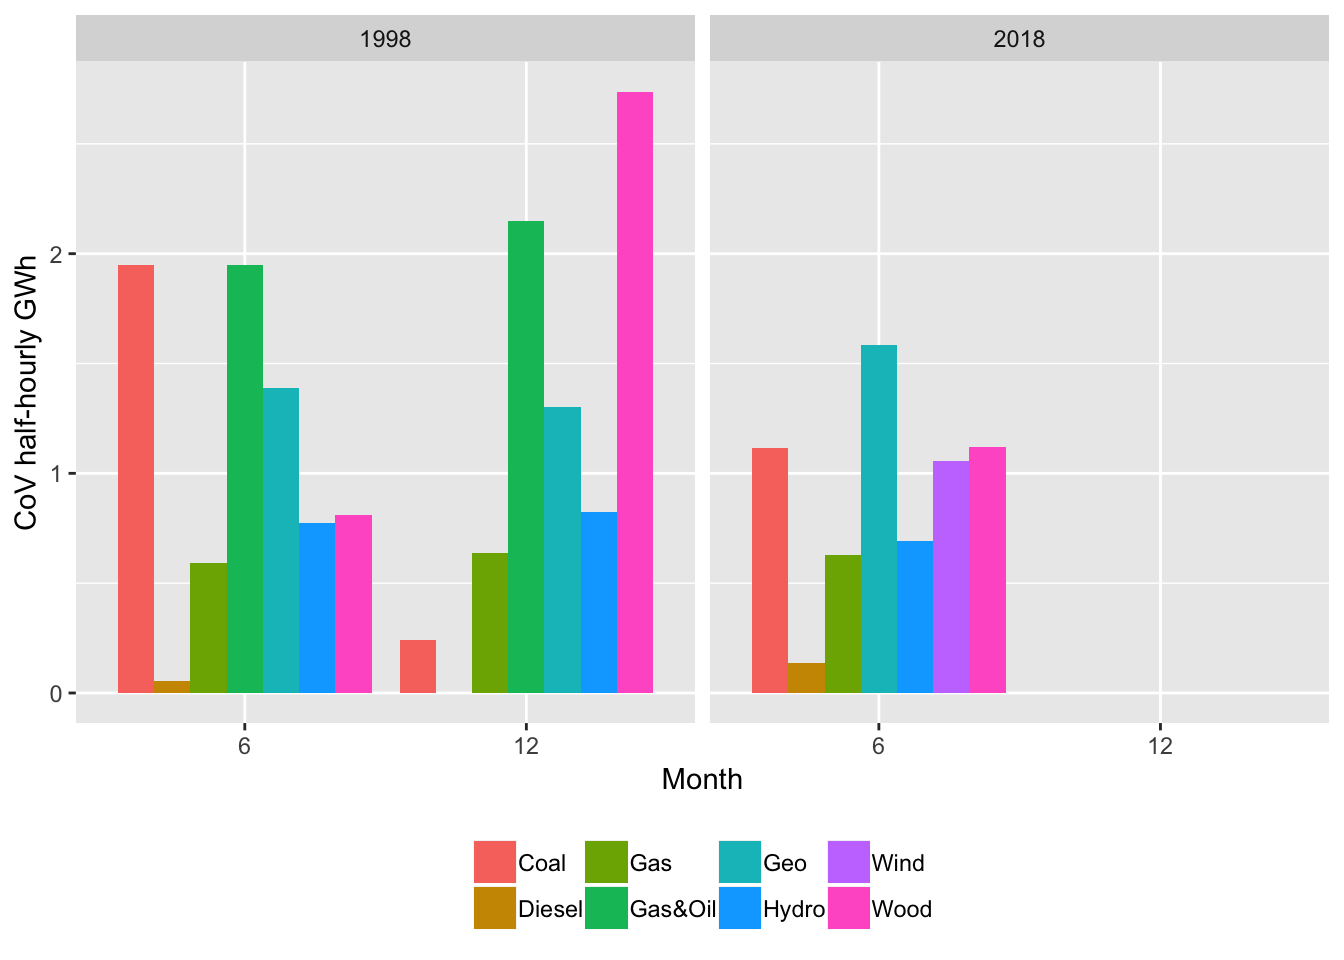 1998
2018
CoV half-hourly GWh
2
1
0
6
12
6
12
Month
Coal
Gas
Geo
Wind
Diesel
Gas&Oil
Hydro
Wood